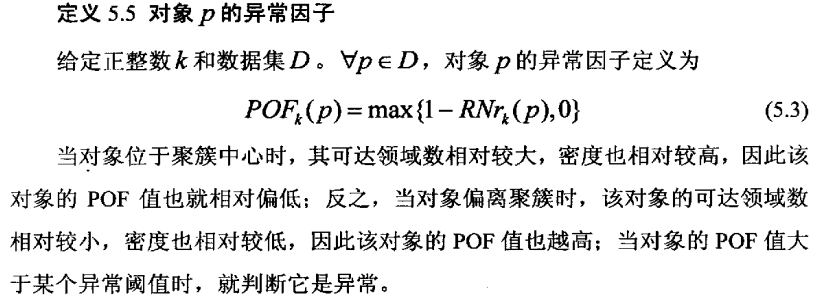 定义 5.5 对象 p 的异常因子
给定正整数 k 和数据集 D 。∀p∈D，对象 p 的异常因子定义为
POFₖ(p) = max{1 − RNrₖ(p),0} (5.3)
当对象位于聚簇中心时，其可达领域数相对较大，密度也相对较高，因此该
对象的 POF 值也就相对偏低；反之，当对象偏离聚簇时，该对象的可达领域数
相对较小，密度也相对较低，因此该对象的 POF 值也越高；当对象的 POF 值大
于某个异常阈值时，就判断它是异常。